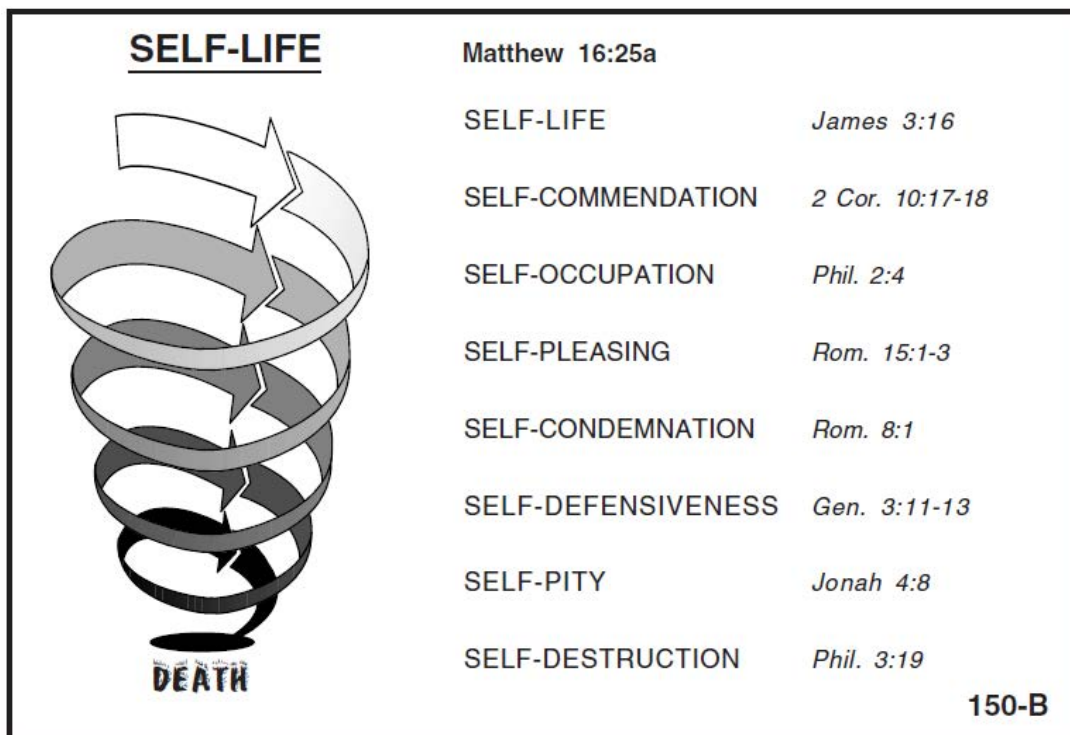 SELF-LIFE
Matthew 16:25a
SELF-LIFE James 3:16
SELF-COMMENDATION 2 Cor. 10:17-18
SELF-OCCUPATION Phil. 2:4
SELF-PLEASING Rom. 15:1-3
SELF-CONDEMNATION Rom. 8:1
SELF-DEFENSIVENESS Gen. 3:11-13
SELF-PITY Jonah 4:8
SELF-DESTRUCTION Phil. 3:19
DEATH
150-B